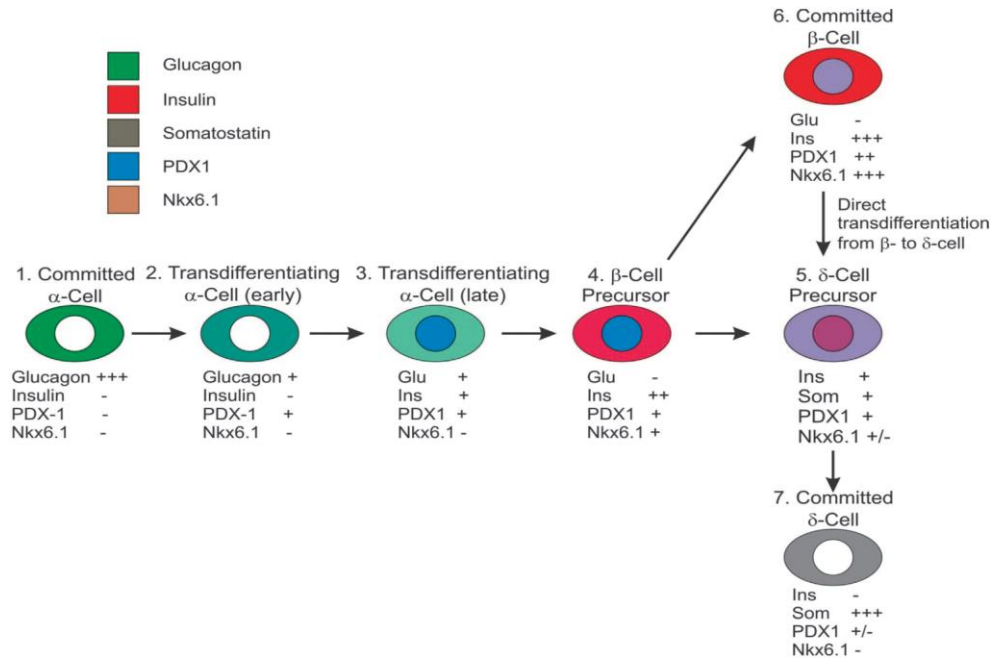 Glucagon
Insulin
Somatostatin
PDX1
Nkx6.1
1. Committed
α-Cell
Glucagon +++
Insulin -
PDX-1 -
Nkx6.1 -
2. Transdifferentiating
α-Cell (early)
Glucagon +
Insulin -
PDX-1 +
Nkx6.1 -
3. Transdifferentiating
α-Cell (late)
Glu +
Ins +
PDX1 +
Nkx6.1 -
4. β-Cell
Precursor
Glu -
Ins ++
PDX1 +
Nkx6.1 +
6. Committed
β-Cell
Glu -
Ins +++
PDX1 ++
Nkx6.1 +++
Direct
transdifferentiation
from β- to δ-cell
5. δ-Cell
Precursor
Ins +
Som +
PDX1 +
Nkx6.1 +/-
7. Committed
δ-Cell
Ins -
Som +++
PDX1 +/-
Nkx6.1 -